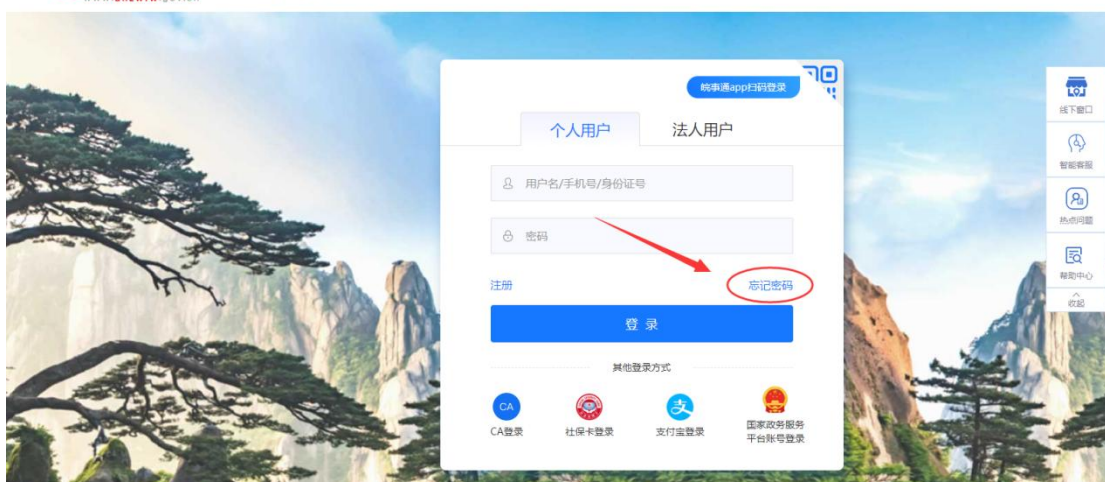 皖事通app扫码登录
个人用户 法人用户
用户名/手机号/身份证号
密码
注册 忘记密码
登 录
其他登录方式
CA
CA登录 社保卡登录 支付宝登录 国家政务服务
平台账号登录
线下窗口
智能客服
热点问题
帮助中心
收起